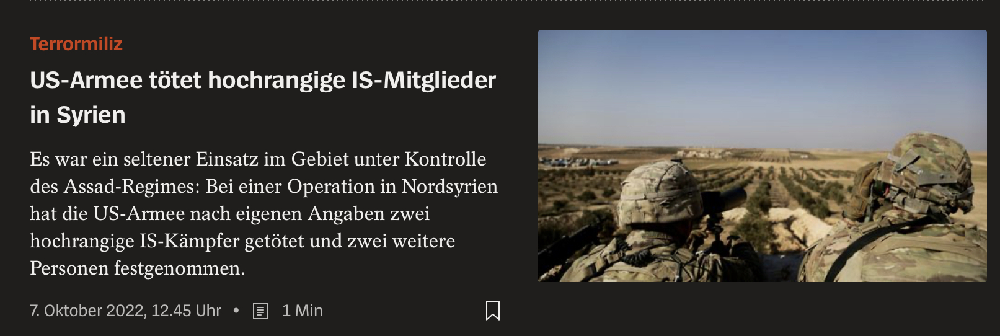 Terrormiliz
US-Armee tötet hochrangige IS-Mitglieder
in Syrien
Es war ein seltener Einsatz im Gebiet unter Kontrolle
des Assad-Regimes: Bei einer Operation in Nordsyrien
hat die US-Armee nach eigenen Angaben zwei
hochrangige IS-Kämpfer getötet und zwei weitere
Personen festgenommen.
7. Oktober 2022, 12.45 Uhr • 1 Min